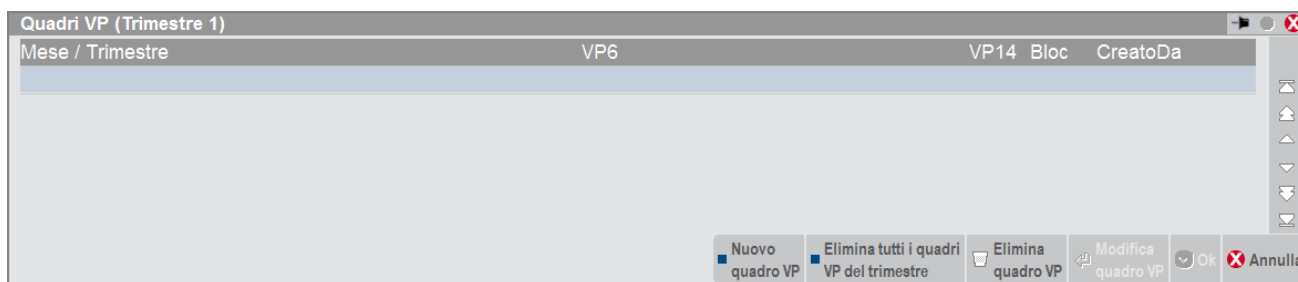 Quadri VP (Trimestre 1)
Mese / Trimestre VP6 VP14 Bloc CreatoDa
Nuovo quadro VP
Elimina tutti i quadri VP del trimestre
Elimina quadro VP
Modifica quadro VP
Ok
Annulla